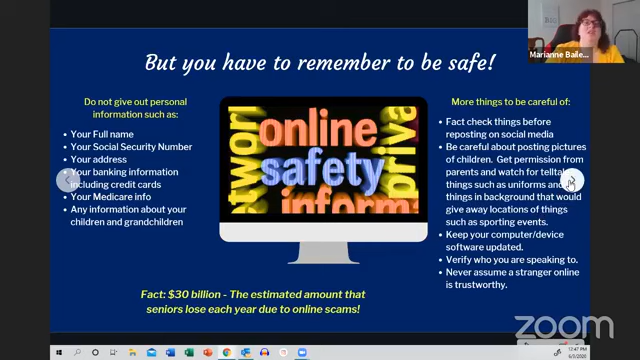 Marianne Baile...
But you have to remember to be safe!
Do not give out personal
information such as:
Your Full name
Your Social Security Number
Your address
Your banking information
including credit cards
Your Medicare info
Any information about your
children and grandchildren
online
safety
inform
More things to be careful of:
Fact check things before
reposting on social media
Be careful about posting pictures
of children. Get permission from
parents and watch for telltale
things such as uniforms and
things in background that would
give away locations of things
such as sporting events.
Keep your computer/device
software updated.
Verify who you are speaking to.
Never assume a stranger online
is trustworthy.
Fact: $30 billion - The estimated amount that
seniors lose each year due to online scams!
zoom
12:47 PM